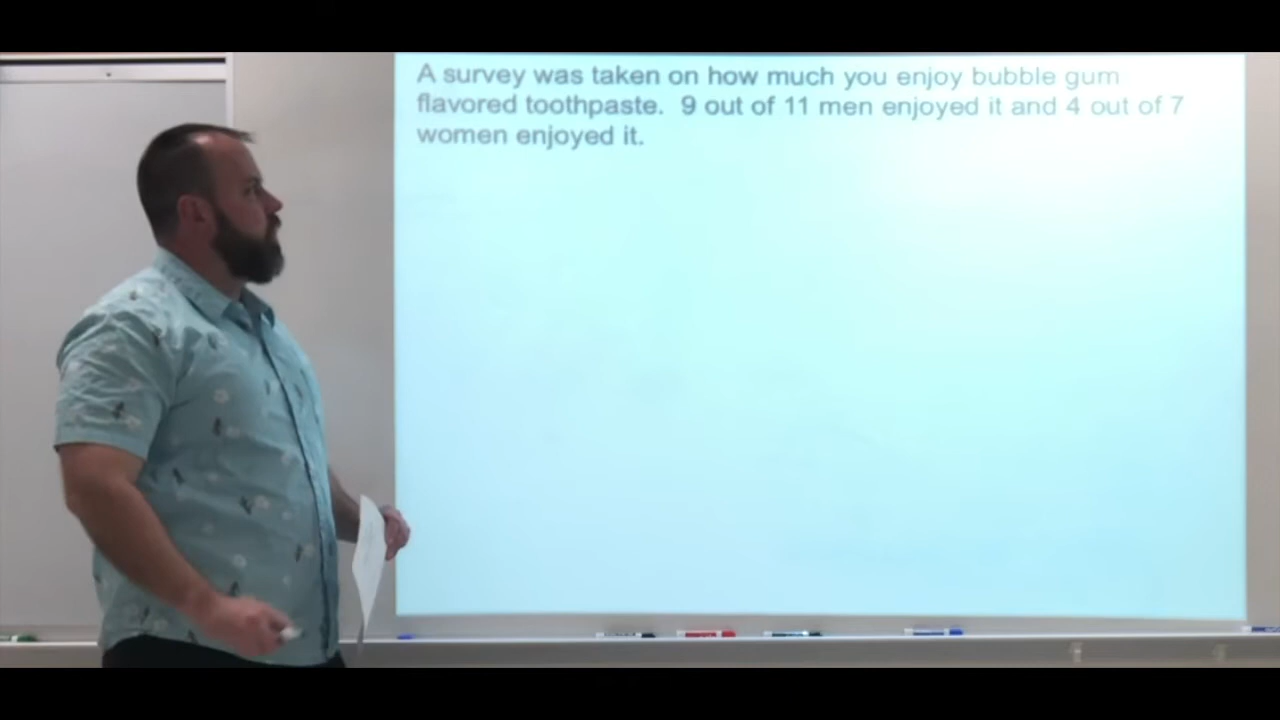 A survey was taken on how much you enjoy bubble gum
flavored toothpaste. 9 out of 11 men enjoyed it and 4 out of 7
women enjoyed it.